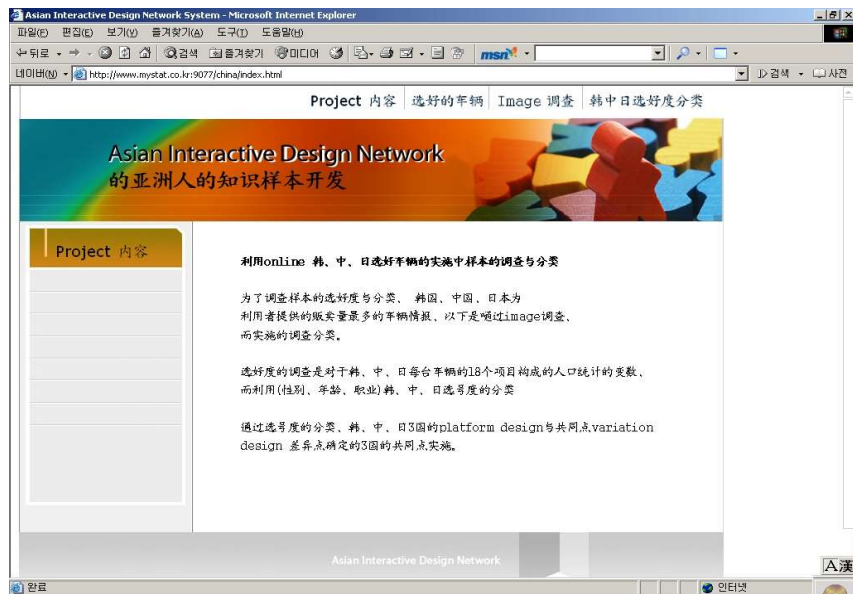 Asian Interactive Design Network System - Microsoft Internet Explorer
파일(F) 편집(E) 보기(V) 즐겨찾기(A) 도구(T) 도움말(H)
뒤로 검색 즐겨찾기 미디어 msn
네이버(N) http://www.mystat.co.kr:9077/china/index.html 검색 사전
Project 内容 选好的车辆 Image 调查 韩中日选好度分类
Asian Interactive Design Network
的亚洲人的知识样本开发
Project 内容
利用online 韩、中、日选好车辆的实施中样本的调查与分类
为了调查样本的选好度与分类、 韩国、中国、日本为
利用者提供的贩卖量最多的车辆情报、以下是通过image调查、
而实施的调查分类。
选好度的调查是对于韩、中、日每台车辆的18个项目构成的人口统计的变数、
而利用(性别、年龄、职业)韩、中、日选号度的分类
通过选号度的分类、韩、中、日3国的platform design与共同点variation
design 差异点确定的3国的共同点实施。
Asian Interactive Design Network
A漢
완료 인터넷